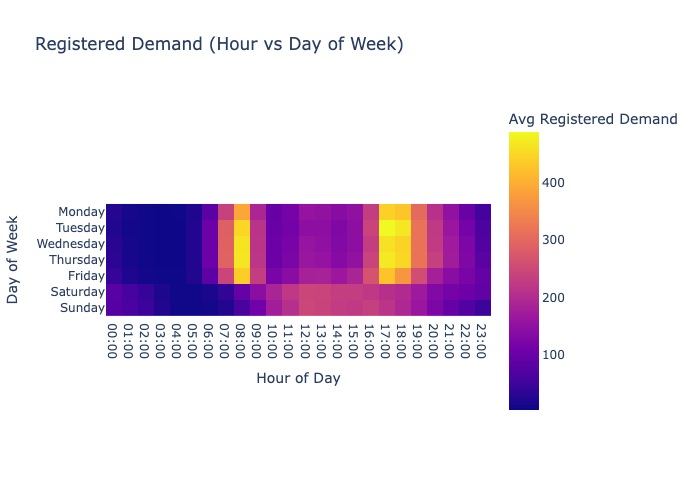 Registered Demand (Hour vs Day of Week)
Avg Registered Demand
400
300
200
100
Day of Week
Monday
Tuesday
Wednesday
Thursday
Friday
Saturday
Sunday
00:00
01:00
02:00
03:00
04:00
05:00
06:00
07:00
08:00
09:00
10:00
11:00
12:00
13:00
14:00
15:00
16:00
17:00
18:00
19:00
20:00
21:00
22:00
23:00
Hour of Day